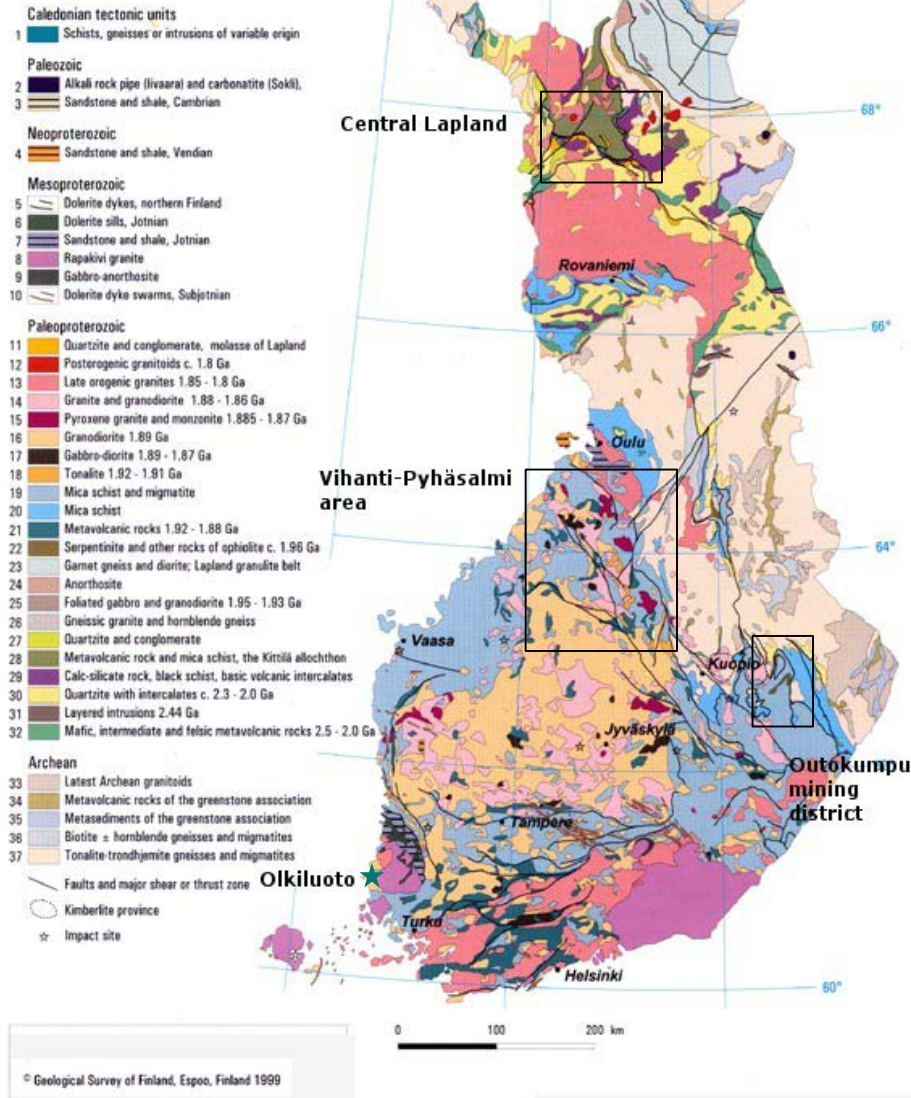 Caledonian tectonic units
1 Schists, gneisses or intrusions of variable origin
Paleozoic
2 Alkali rock pipe (Iivaara) and carbonatite (Sokli),
3 Sandstone and shale, Cambrian
Neoproterozoic
4 Sandstone and shale, Vendian
Mesoproterozoic
5 Dolerite dykes, northern Finland
6 Dolerite sills, Jotnian
7 Sandstone and shale, Jotnian
8 Rapakivi granite
9 Gabbro-anorthosite
10 Dolerite dyke swarms, Subjotnian
Paleoproterozoic
11 Quartzite and conglomerate, molasse of Lapland
12 Posterogenic granitoids c. 1.8 Ga
13 Late orogenic granites 1.85 - 1.8 Ga
14 Granite and granodiorite 1.88 - 1.86 Ga
15 Pyroxene granite and monzonite 1.885 - 1.87 Ga
16 Granodiorite 1.89 Ga
17 Gabbro-diorite 1.89 - 1.87 Ga
18 Tonalite 1.92 - 1.91 Ga
19 Mica schist and migmatite
20 Mica schist
21 Metavolcanic rocks 1.92 - 1.88 Ga
22 Serpentinite and other rocks of ophiolite c. 1.96 Ga
23 Garnet gneiss and diorite; Lapland granulite belt
24 Anorthosite
25 Foliated gabbro and granodiorite 1.95 - 1.93 Ga
26 Gneissic granite and hornblende gneiss
27 Quartzite and conglomerate
28 Metavolcanic rock and mica schist, the Kittilä allochthon
29 Calc-silicate rock, black schist, basic volcanic intercalates
30 Quartzite with intercalates c. 2.3 - 2.0 Ga
31 Layered intrusions 2.44 Ga
32 Mafic, intermediate and felsic metavolcanic rocks 2.5 - 2.0 Ga
Archean
33 Latest Archean granitoids
34 Metavolcanic rocks of the greenstone association
35 Metasediments of the greenstone association
36 Biotite ± hornblende gneisses and migmatites
37 Tonalite-trondhjemite gneisses and migmatites
Faults and major shear or thrust zone
Kimberlite province
Impact site
68°
Central Lapland
Rovaniemi
66°
Oulu
Vihanti-Pyhäsalmi
area
64°
Vaasa
Kuopio
Jyväskylä
Outokumpu
mining
district
Tampere
Olkiluoto
Turku
Helsinki
60°
0 100 200 km
© Geological Survey of Finland, Espoo, Finland 1999